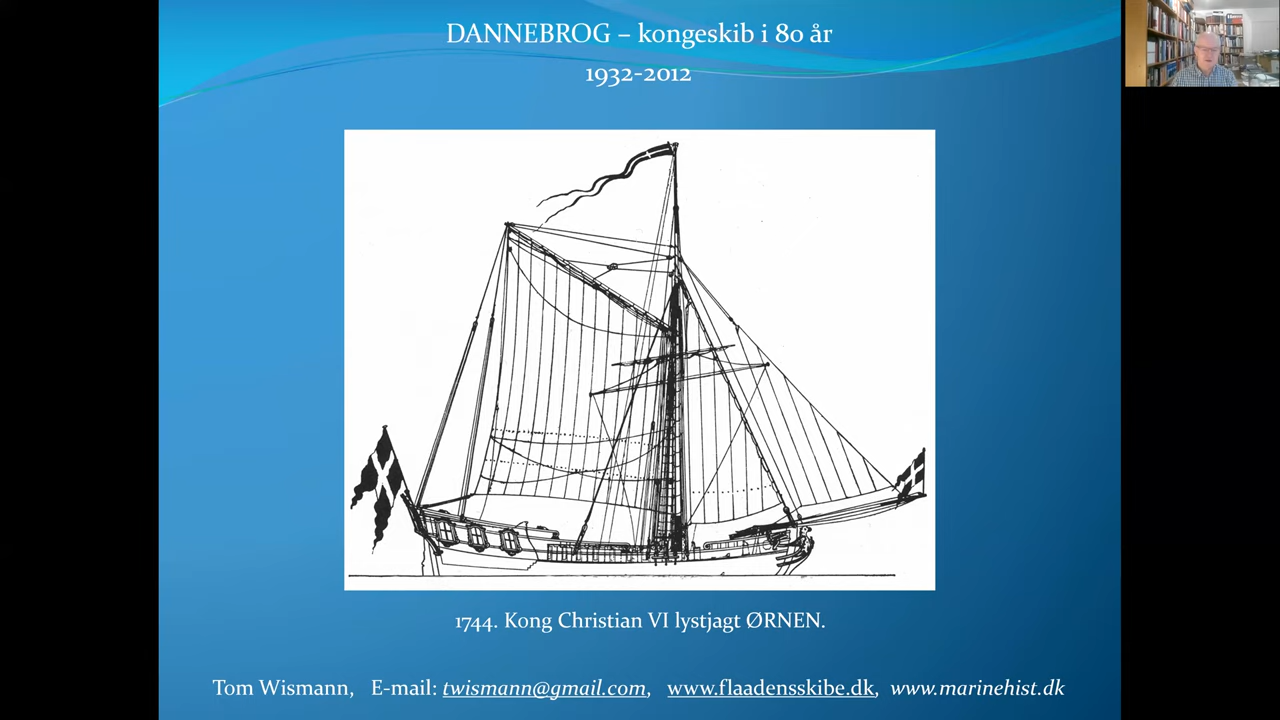 DANNEBROG – kongeskib i 80 år
1932-2012
1744. Kong Christian VI lystjagt ØRNEN.
Tom Wismann, E-mail: twismann@gmail.com, www.flaadensskibe.dk, www.marinehist.dk